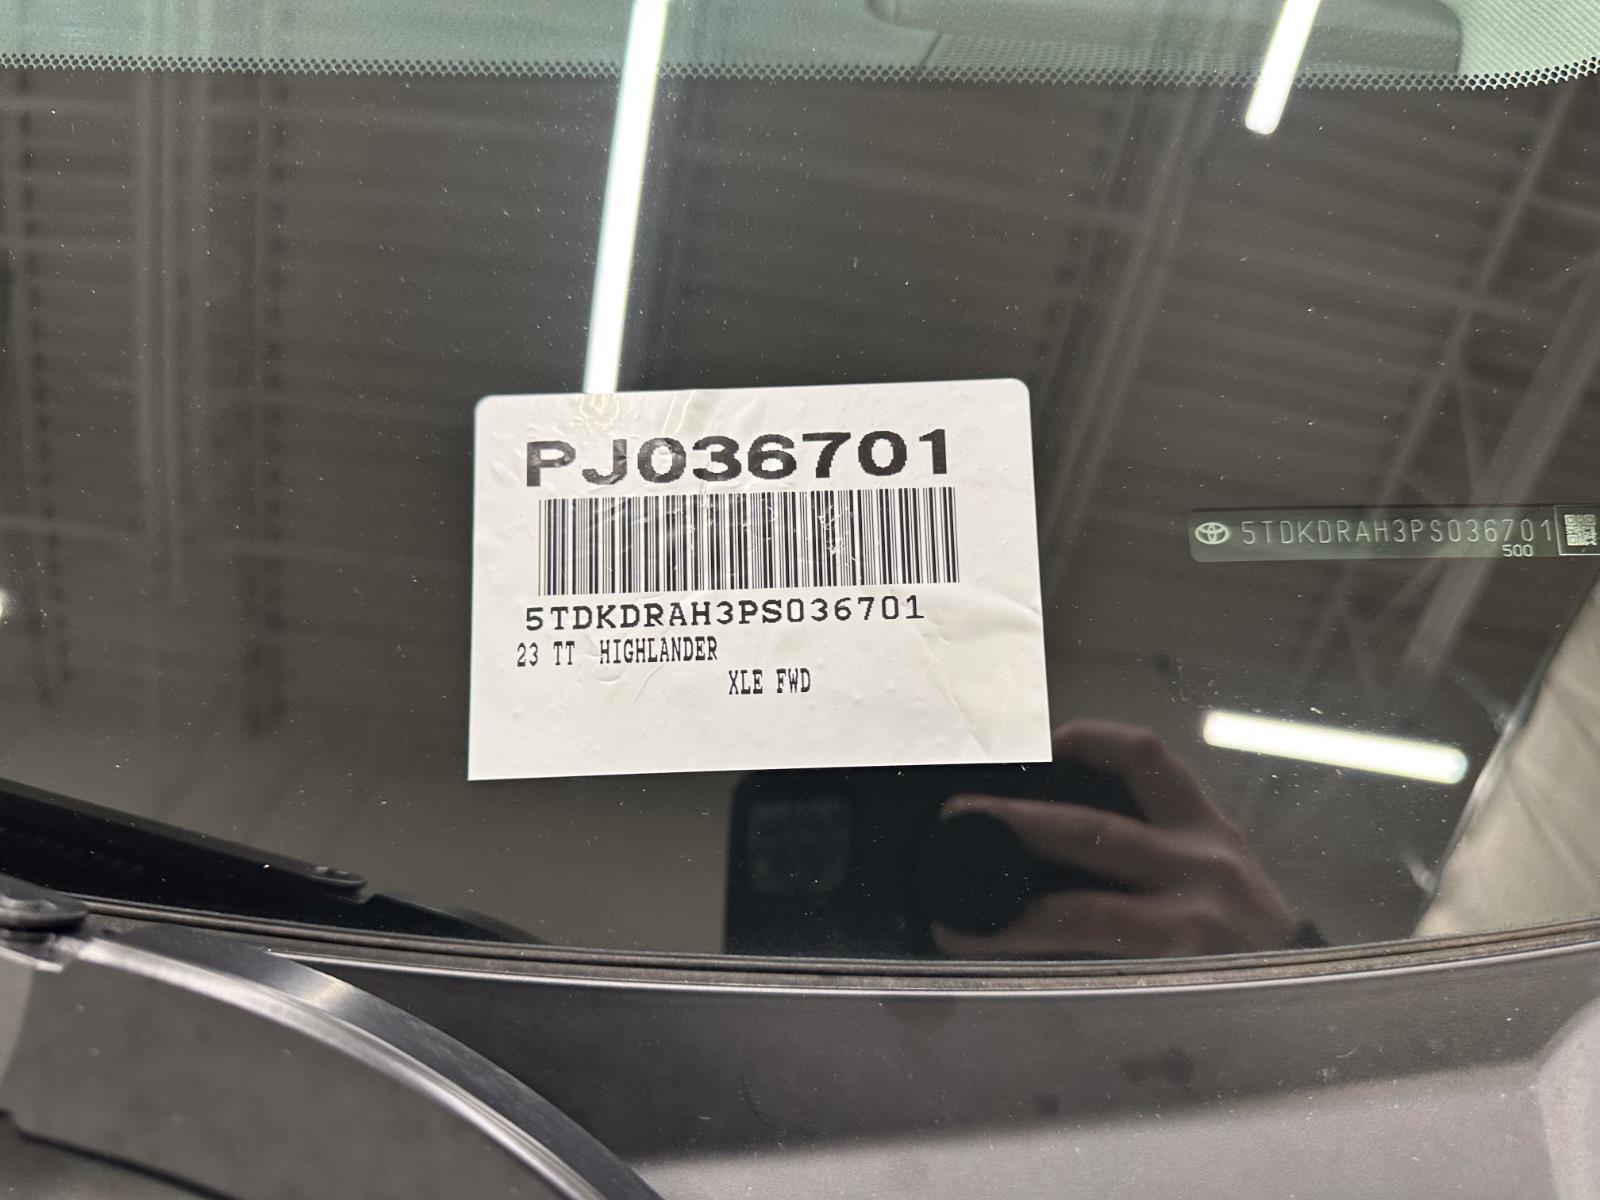 PJ036701
5TDKDRAH3PS036701
23 TT HIGHLANDER
XLE FWD
5TDKDRAH3PS036701
500